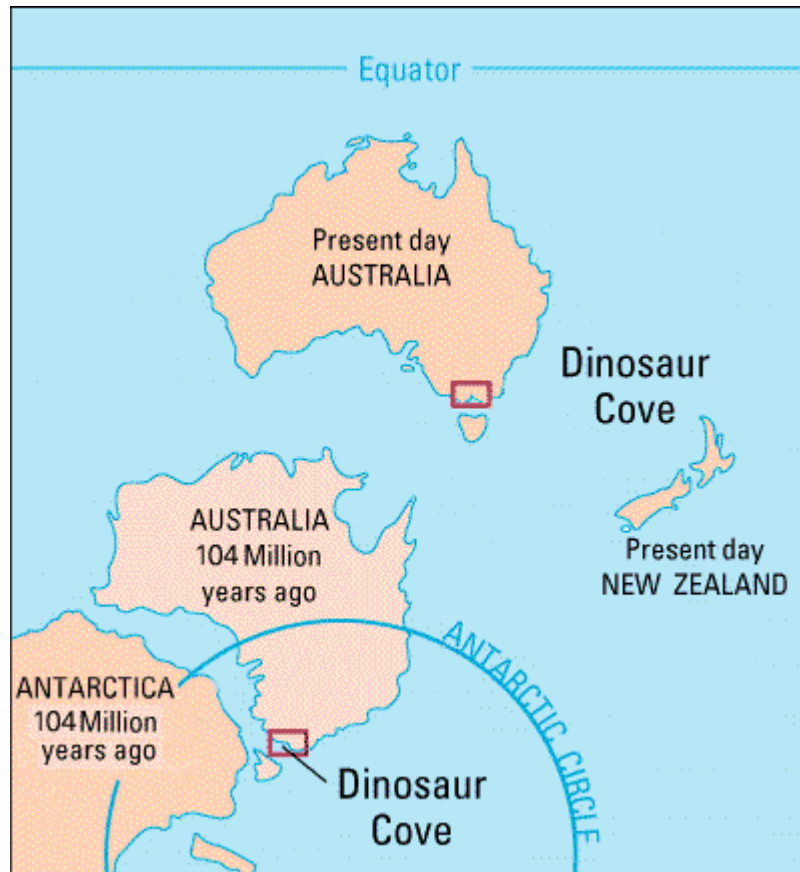 Equator
Present day
AUSTRALIA
Dinosaur
Cove
Present day
NEW ZEALAND
AUSTRALIA
104 Million
years ago
ANTARCTIC CIRCLE
ANTARCTICA
104 Million
years ago
Dinosaur
Cove